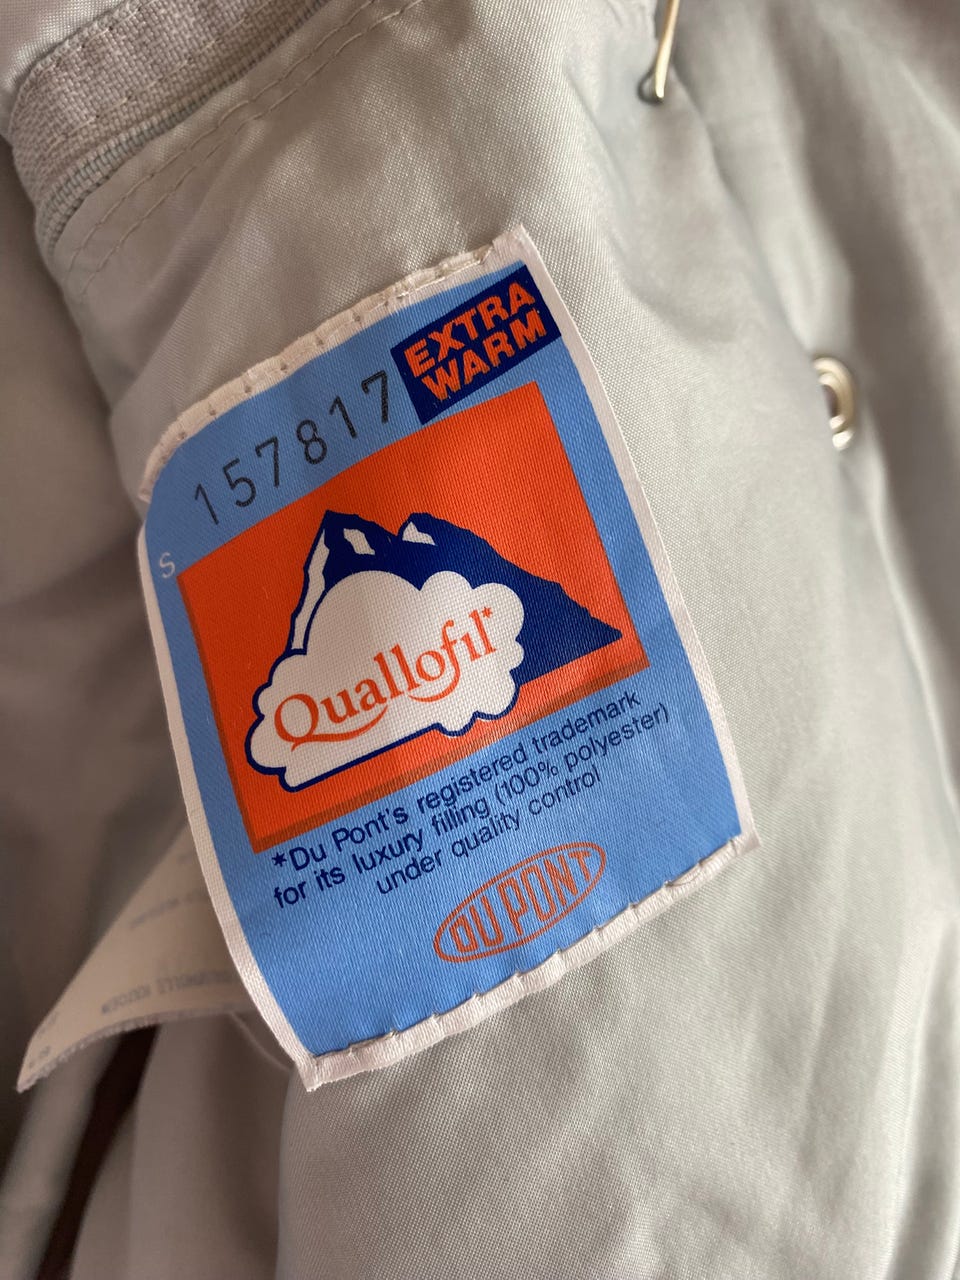 EXTRA
WARM
157817
S
Quallofil*
*Du Pont's registered trademark
for its luxury filling (100% polyester)
under quality control
DU PONT